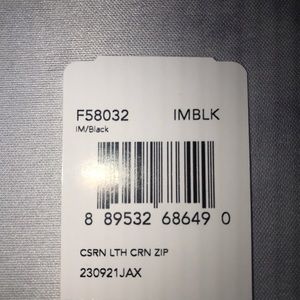 F58032 IMBLK
IM/Black
8 89532 68649 0
CSRN LTH CRN ZIP
230921JAX